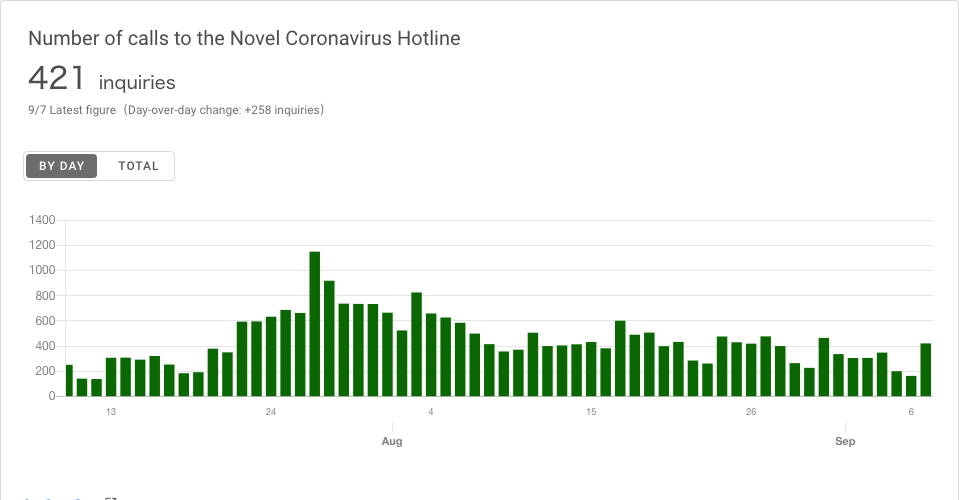 Number of calls to the Novel Coronavirus Hotline
421 inquiries
9/7 Latest figure（Day-over-day change: +258 inquiries）
BY DAY TOTAL
1400
1200
1000
800
600
400
200
0
13 24 4 15 26 6
Aug Sep